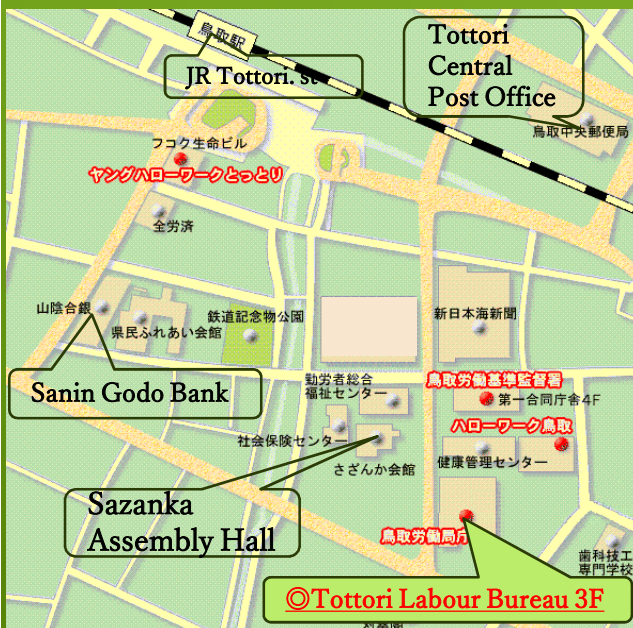 鳥取駅
JR Tottori. st
Tottori
Central
Post Office
鳥取中央郵便局
フコク生命ビル
ヤングハローワークとっとり
全労済
山陰合銀
県民ふれあい会館
鉄道記念物公園
新日本海新聞
Sanin Godo Bank
勤労者総合
福祉センター
鳥取労働基準監督署
第一合同庁舎4F
ハローワーク鳥取
社会保険センター
さざんか会館
健康管理センター
Sazanka
Assembly Hall
鳥取労働局庁
歯科技工
専門学校
◎Tottori Labour Bureau 3F